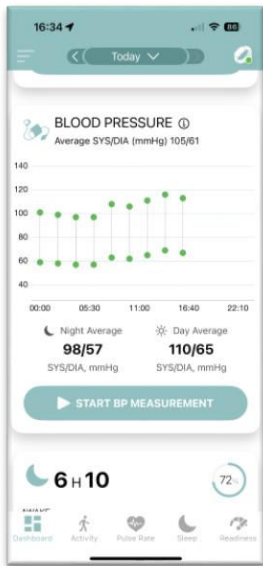 16:34
86
Today
BLOOD PRESSURE
Average SYS/DIA (mmHg) 105/61
140
120
100
80
60
40
00:00 05:30 11:00 16:40 22:10
Night Average Day Average
98/57 110/65
SYS/DIA, mmHg SYS/DIA, mmHg
START BP MEASUREMENT
6 H 10
72%
AWAKE
Dashboard Activity Pulse Rate Sleep Readiness